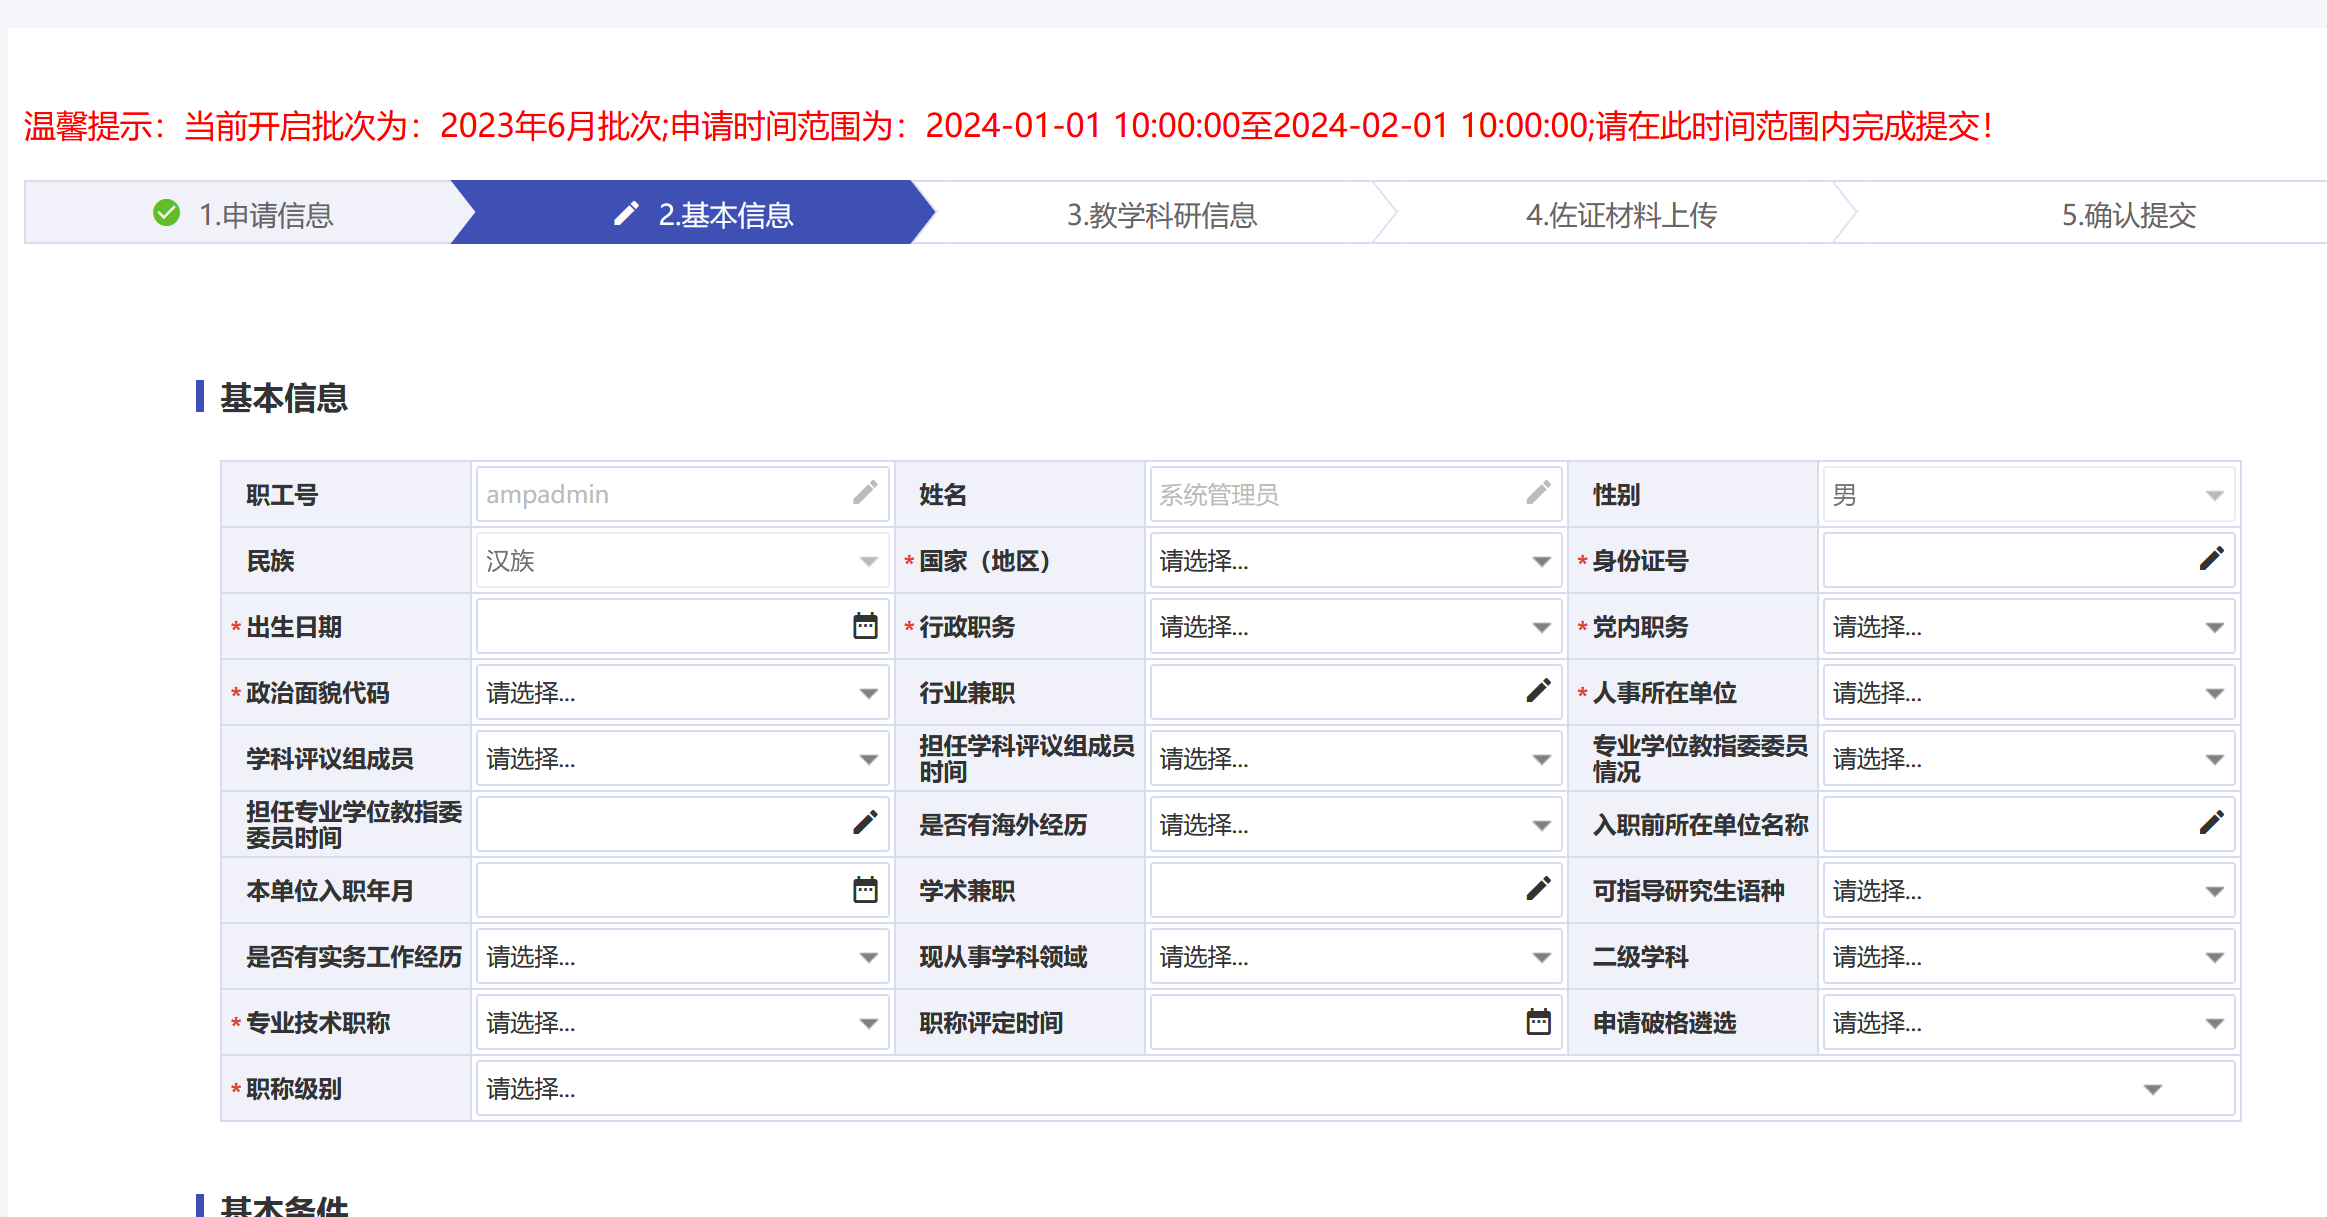 温馨提示：当前开启批次为：2023年6月批次;申请时间范围为：2024-01-01 10:00:00至2024-02-01 10:00:00;请在此时间范围内完成提交！
1.申请信息
2.基本信息
3.教学科研信息
4.佐证材料上传
5.确认提交
基本信息
职工号 ampadmin 姓名 系统管理员 性别 男
民族 汉族 *国家（地区） 请选择... *身份证号
*出生日期 *行政职务 请选择... *党内职务 请选择...
*政治面貌代码 请选择... 行业兼职 *人事所在单位 请选择...
学科评议组成员 请选择... 担任学科评议组成员
时间 请选择... 专业学位教指委委员
情况 请选择...
担任专业学位教指委
委员时间 是否有海外经历 请选择... 入职前所在单位名称
本单位入职年月 学术兼职 可指导研究生语种 请选择...
是否有实务工作经历 请选择... 现从事学科领域 请选择... 二级学科 请选择...
*专业技术职称 请选择... 职称评定时间 申请破格遴选 请选择...
*职称级别 请选择...
基本条件